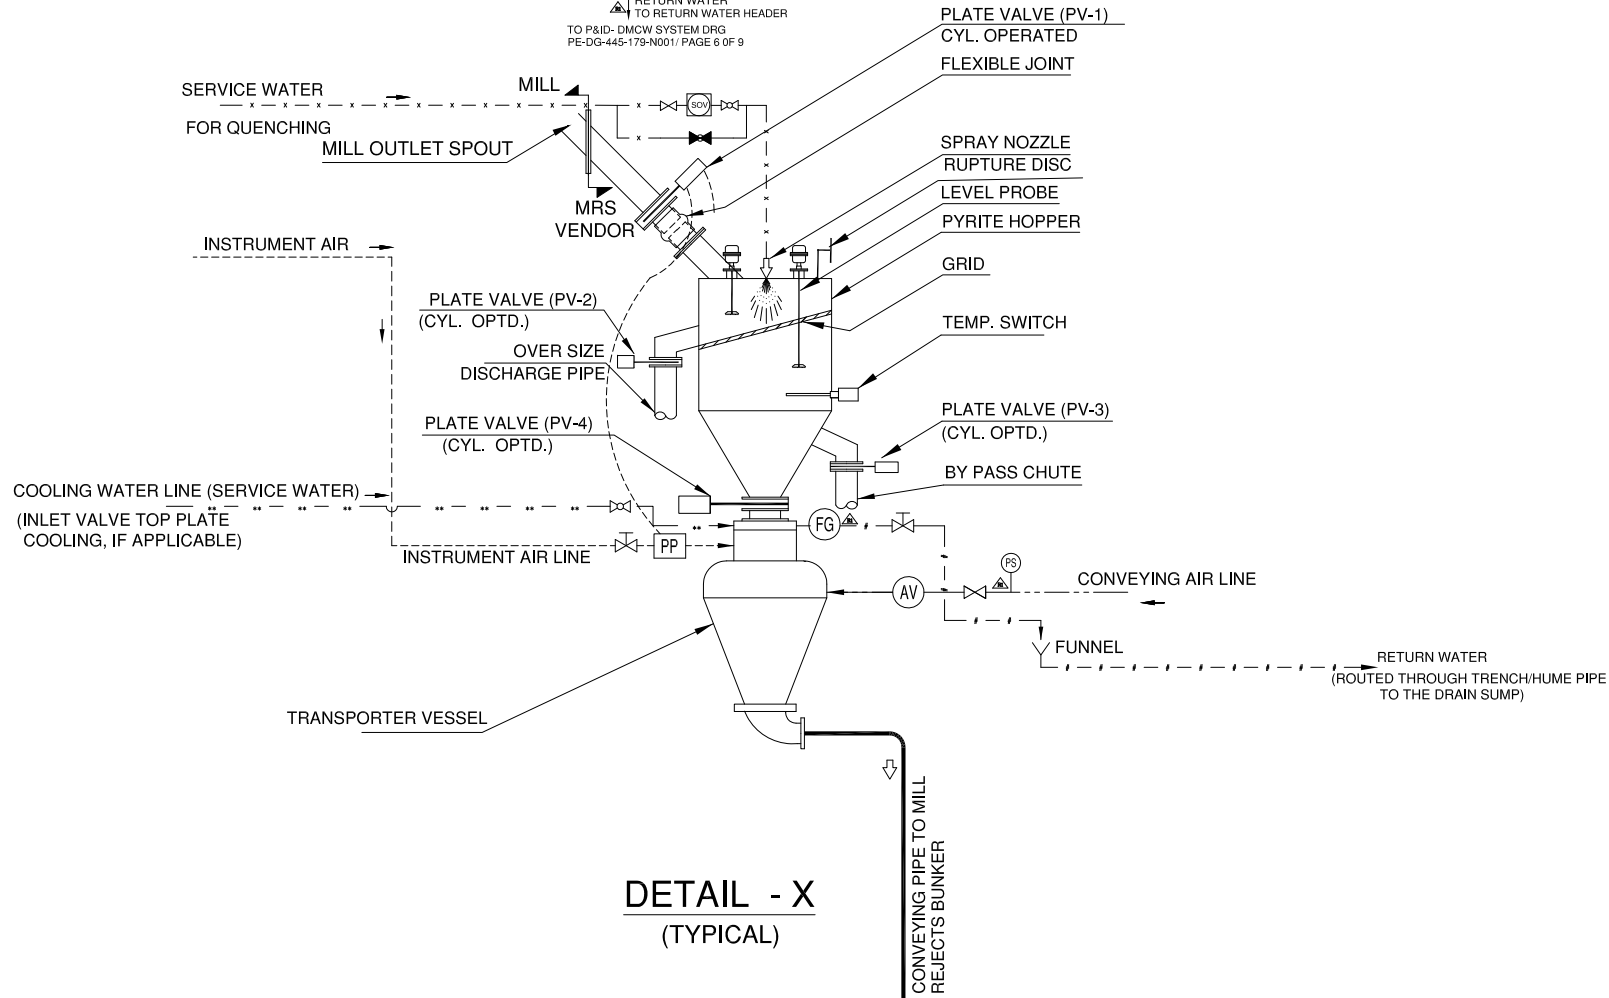 RETURN WATER
TO RETURN WATER HEADER
TO P&ID- DMCW SYSTEM DRG
PE-DG-445-179-N001/ PAGE 6 OF 9
PLATE VALVE (PV-1)
CYL. OPERATED
FLEXIBLE JOINT
SERVICE WATER
FOR QUENCHING
MILL
SOV
MILL OUTLET SPOUT
SPRAY NOZZLE
RUPTURE DISC
LEVEL PROBE
PYRITE HOPPER
MRS
VENDOR
INSTRUMENT AIR
GRID
PLATE VALVE (PV-2)
(CYL. OPTD.)
TEMP. SWITCH
OVER SIZE
DISCHARGE PIPE
PLATE VALVE (PV-3)
(CYL. OPTD.)
PLATE VALVE (PV-4)
(CYL. OPTD.)
BY PASS CHUTE
COOLING WATER LINE (SERVICE WATER)
(INLET VALVE TOP PLATE
COOLING, IF APPLICABLE)
FG
PP
INSTRUMENT AIR LINE
PS
AV
CONVEYING AIR LINE
FUNNEL
RETURN WATER
(ROUTED THROUGH TRENCH/HUME PIPE
TO THE DRAIN SUMP)
TRANSPORTER VESSEL
CONVEYING PIPE TO MILL
REJECTS BUNKER
DETAIL - X
(TYPICAL)